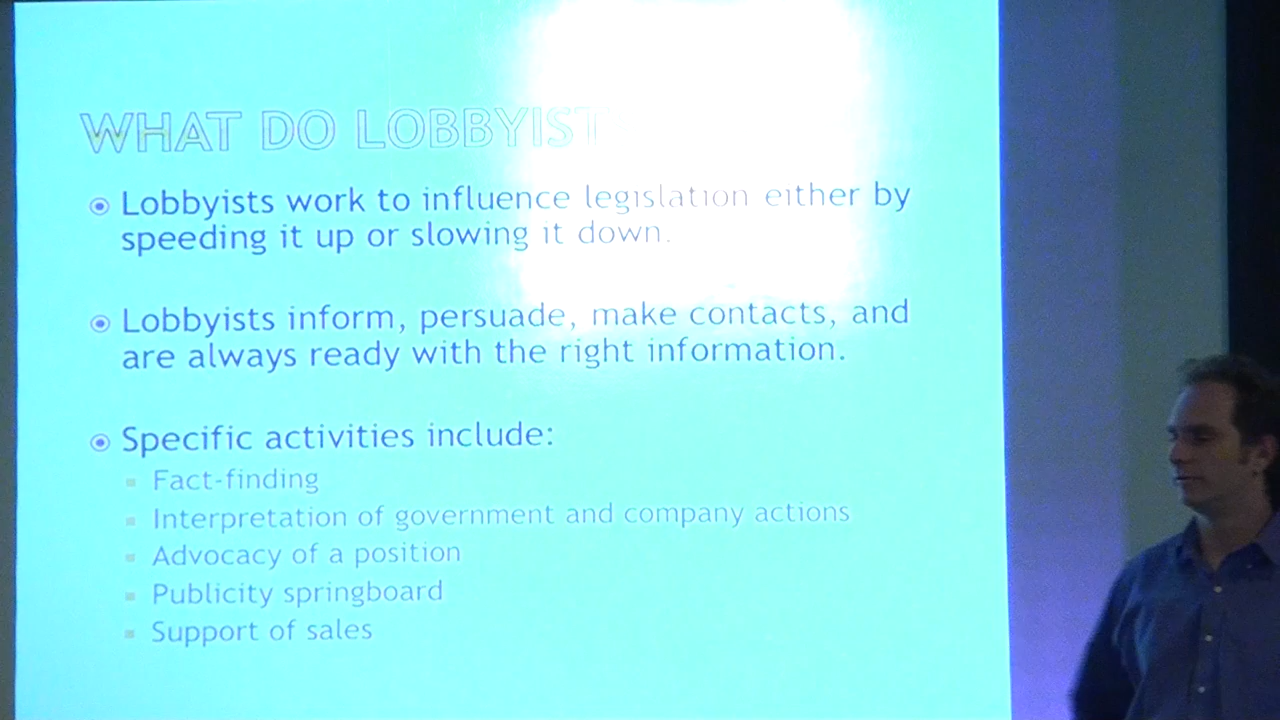 WHAT DO LOBBYIST
Lobbyists work to influence legislation either by
speeding it up or slowing it down.
Lobbyists inform, persuade, make contacts, and
are always ready with the right information.
Specific activities include:
Fact-finding
Interpretation of government and company actions
Advocacy of a position
Publicity springboard
Support of sales